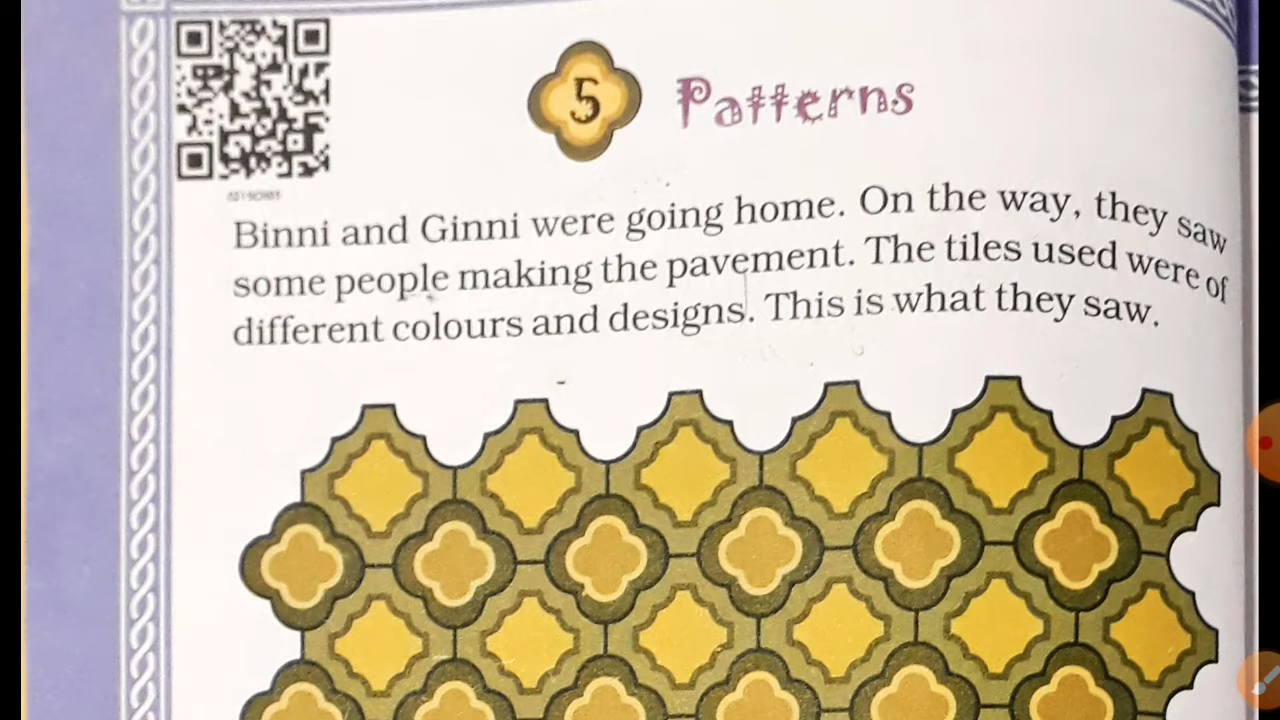 5 Patterns
Binni and Ginni were going home. On the way, they saw
some people making the pavement. The tiles used were of
different colours and designs. This is what they saw.